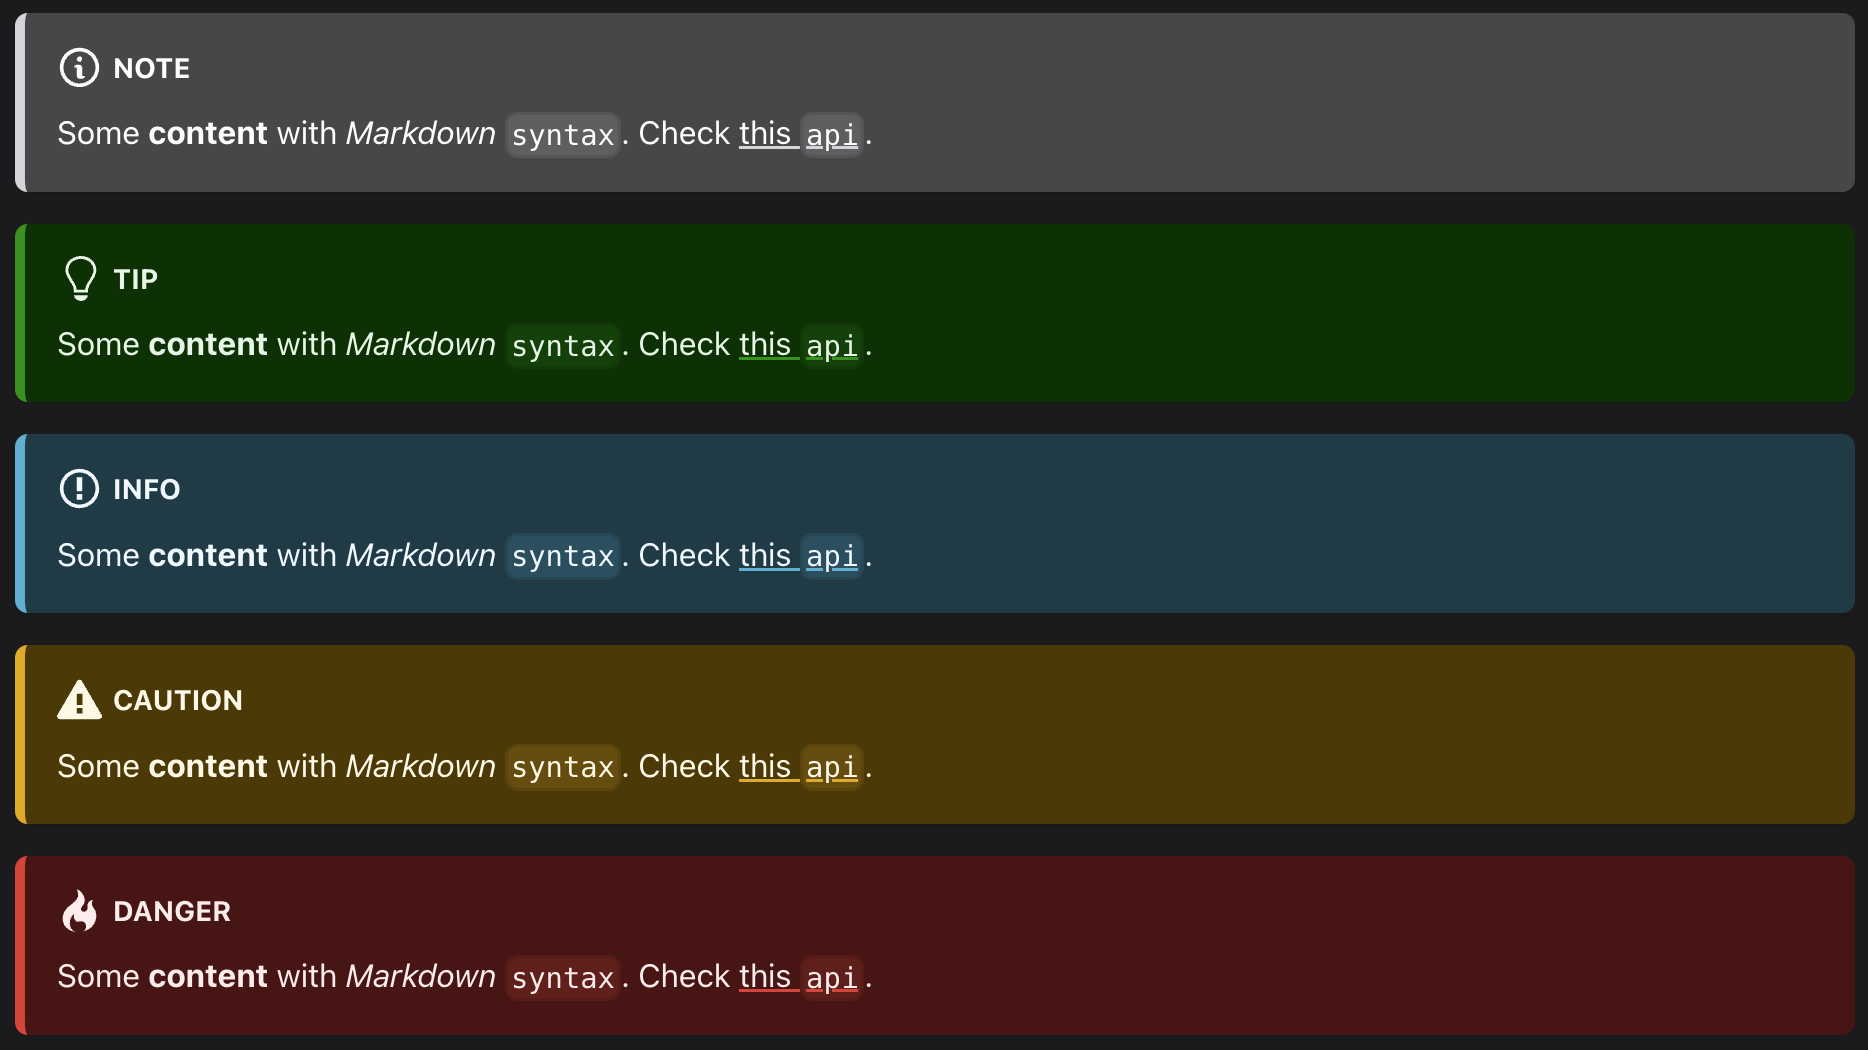 NOTE
Some content with Markdown syntax. Check this api.
TIP
Some content with Markdown syntax. Check this api.
INFO
Some content with Markdown syntax. Check this api.
CAUTION
Some content with Markdown syntax. Check this api.
DANGER
Some content with Markdown syntax. Check this api.